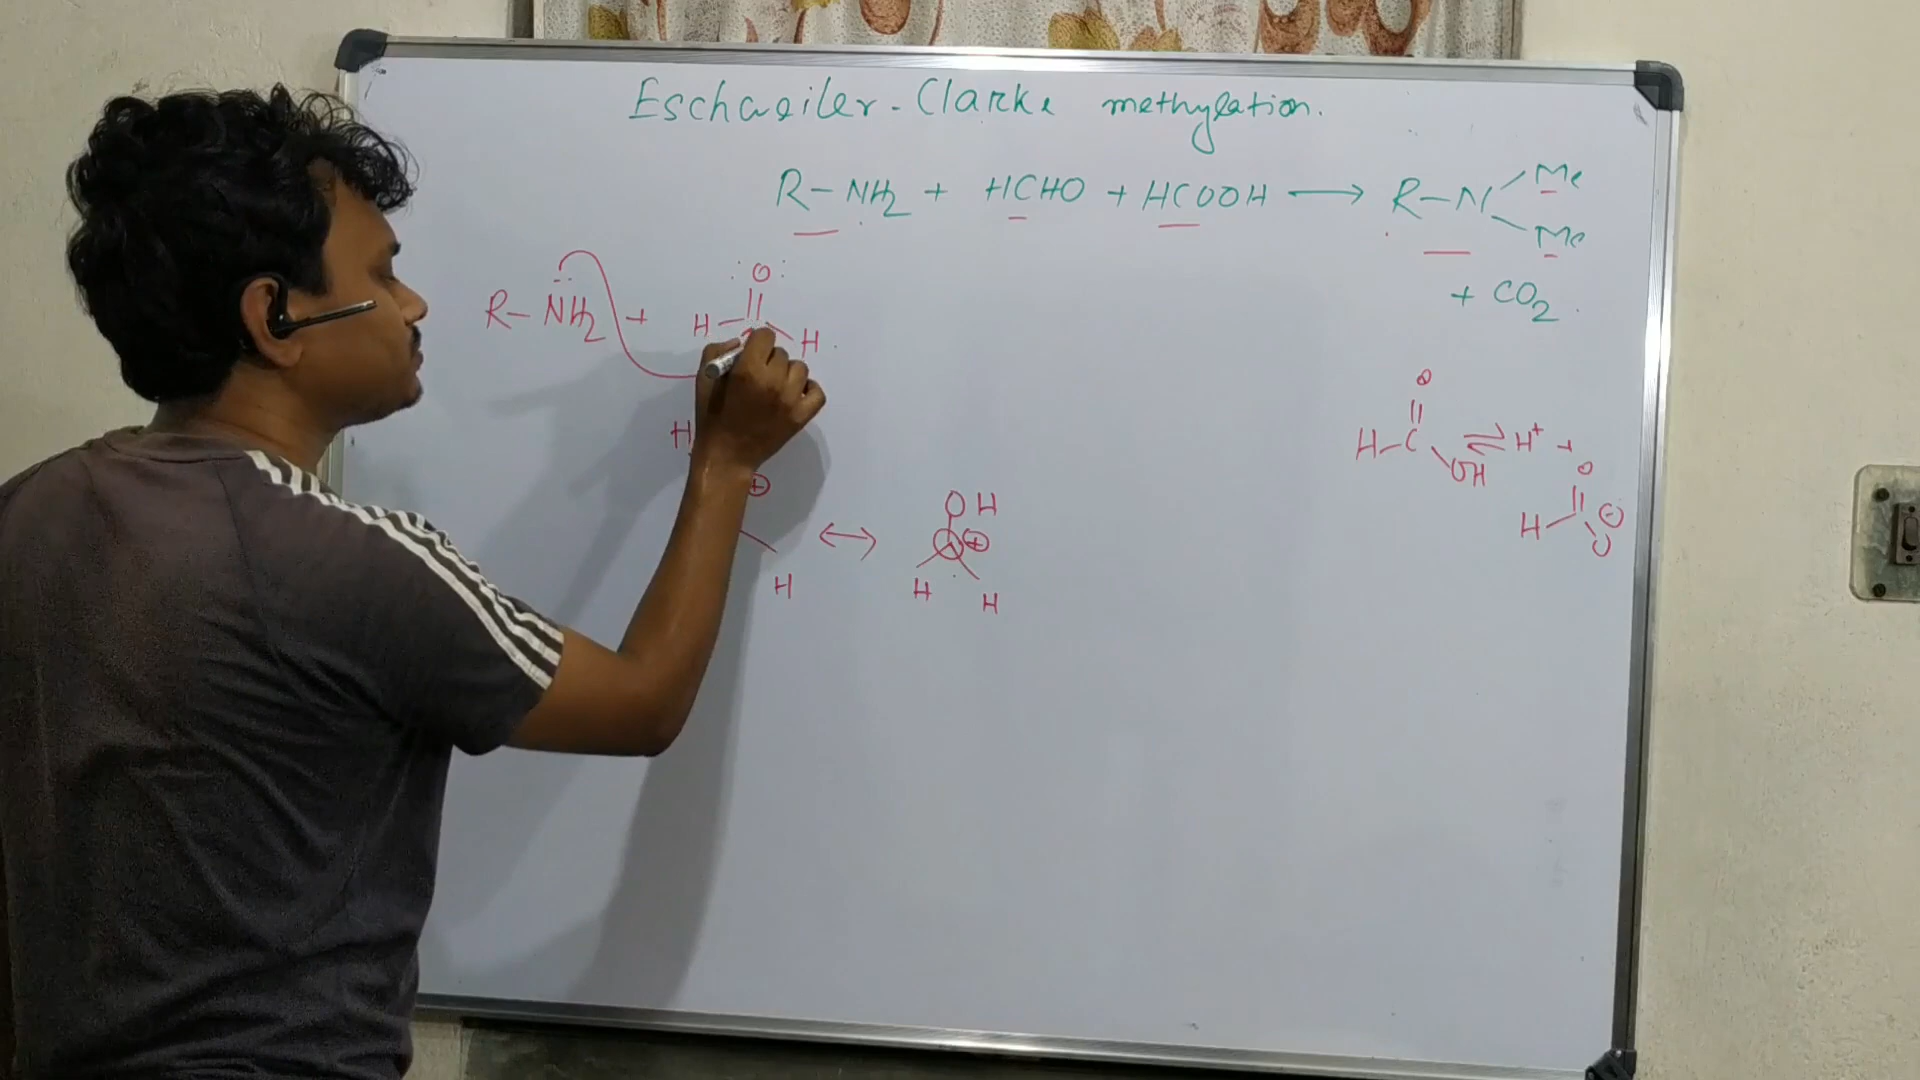 Eschweiler-Clarke methylation.
R-NH2 + HCHO + HCOOH ⟶ R-N Me
Me
+ CO2
:O:
R-NH2 + H H
O
H-C ⇌ H+ +
OH
H
O
⊕
H ⊖
O
OH
⟷ ⊕
H H H